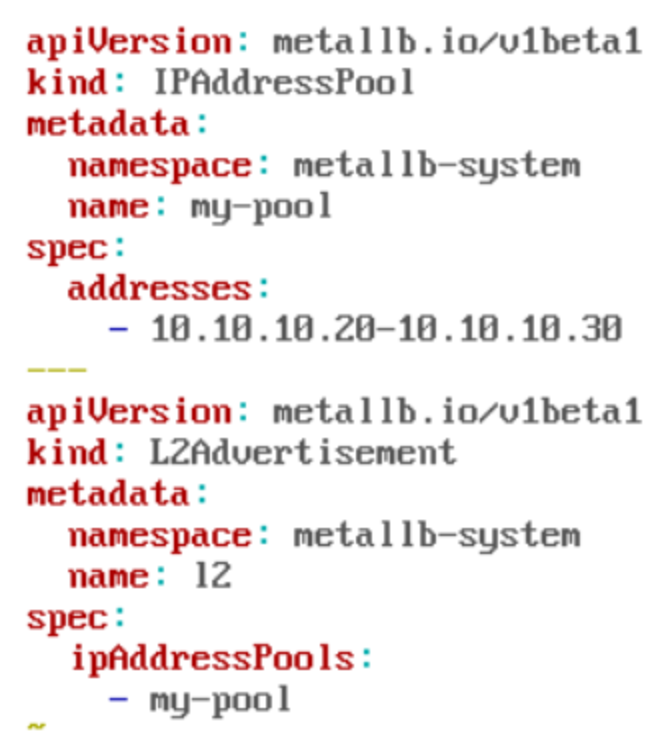 apiVersion: metallb.io/v1beta1
kind: IPAddressPool
metadata:
  namespace: metallb-system
  name: my-pool
spec:
  addresses:
    - 10.10.10.20-10.10.10.30
---
apiVersion: metallb.io/v1beta1
kind: L2Advertisement
metadata:
  namespace: metallb-system
  name: l2
spec:
  ipAddressPools:
    - my-pool
~